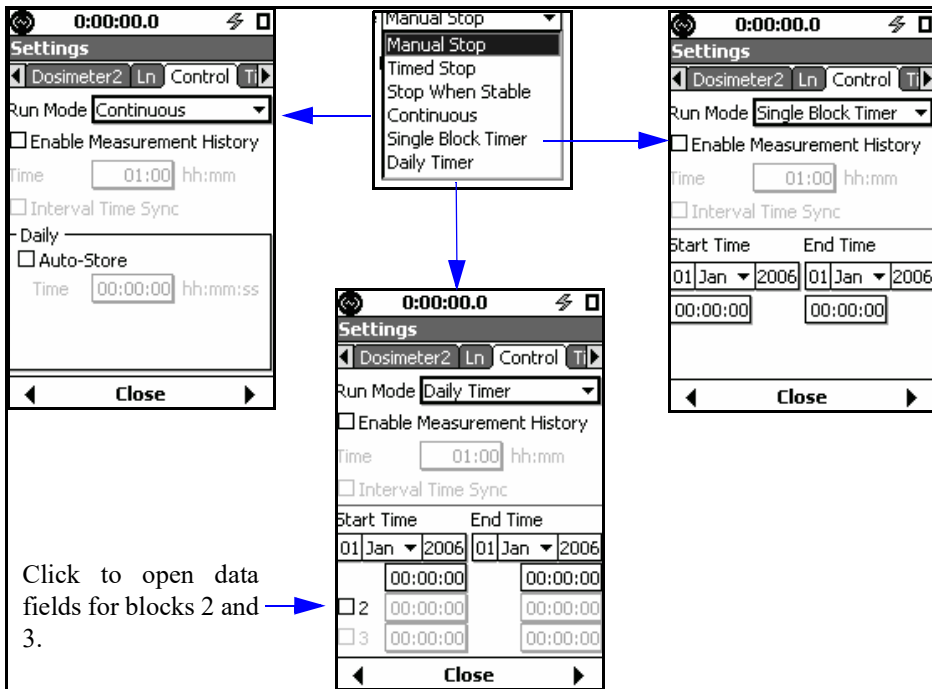 0:00:00.0
Settings
Dosimeter2 Ln Control Ti
Run Mode Continuous
Enable Measurement History
Time 01:00 hh:mm
Interval Time Sync
Daily
Auto-Store
Time 00:00:00 hh:mm:ss
Close
Manual Stop
Manual Stop
Timed Stop
Stop When Stable
Continuous
Single Block Timer
Daily Timer
0:00:00.0
Settings
Dosimeter2 Ln Control Ti
Run Mode Single Block Timer
Enable Measurement History
Time 01:00 hh:mm
Interval Time Sync
Start Time End Time
01 Jan 2006 01 Jan 2006
00:00:00 00:00:00
Close
0:00:00.0
Settings
Dosimeter2 Ln Control Ti
Run Mode Daily Timer
Enable Measurement History
Time 01:00 hh:mm
Interval Time Sync
Start Time End Time
01 Jan 2006 01 Jan 2006
00:00:00 00:00:00
2 00:00:00 00:00:00
3 00:00:00 00:00:00
Close
Click to open data
fields for blocks 2 and
3.